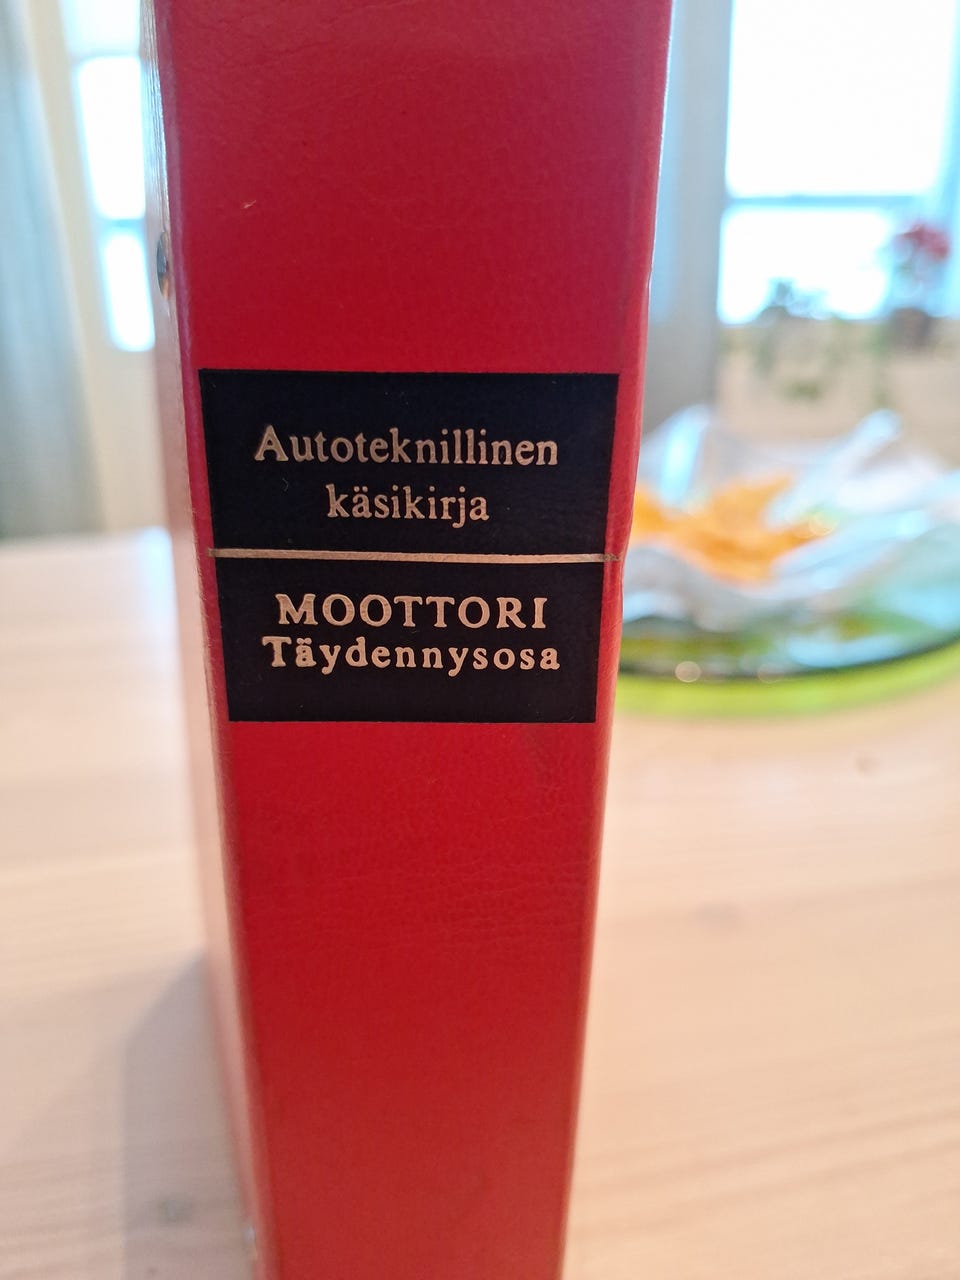 Autoteknillinen
käsikirja
MOOTTORI
Täydennysosa